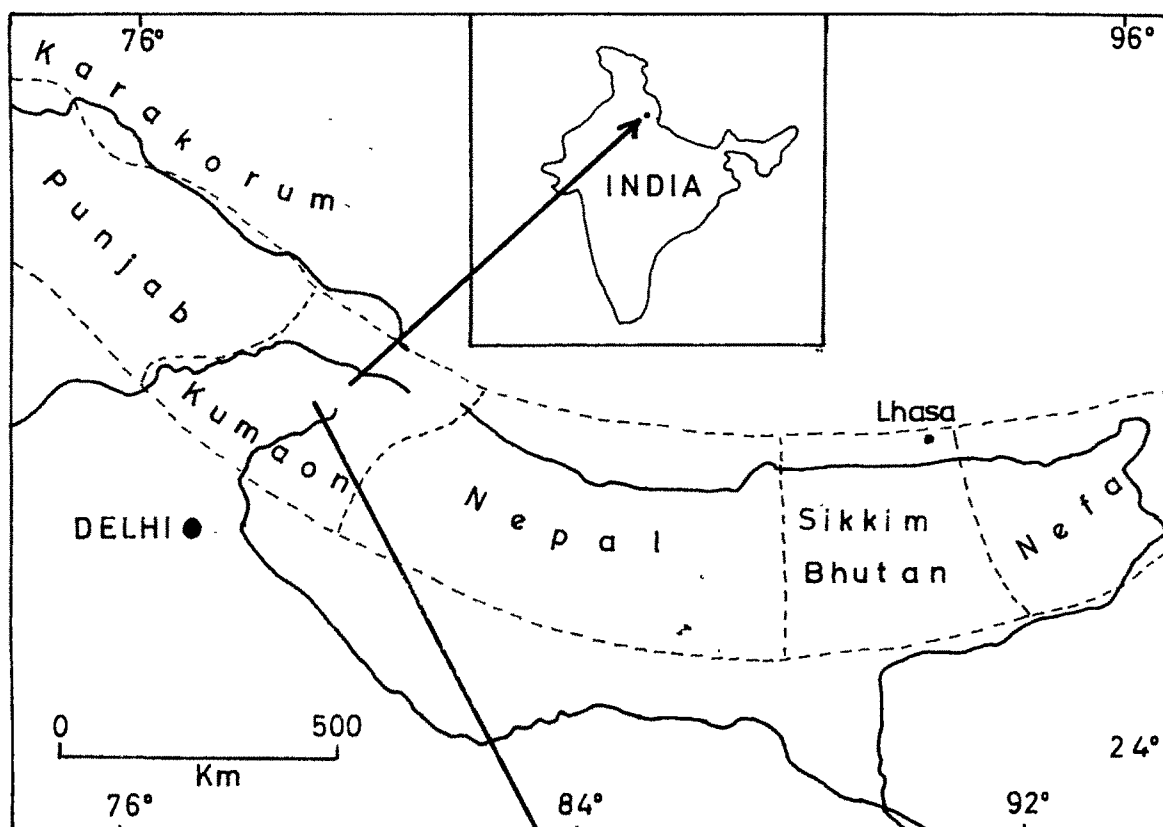 76°
96°
Karakorum
Punjab
INDIA
Kumaon
Lhasa
DELHI
Nepal
Sikkim
Bhutan
Nefa
0 500
Km
24°
76°
84°
92°